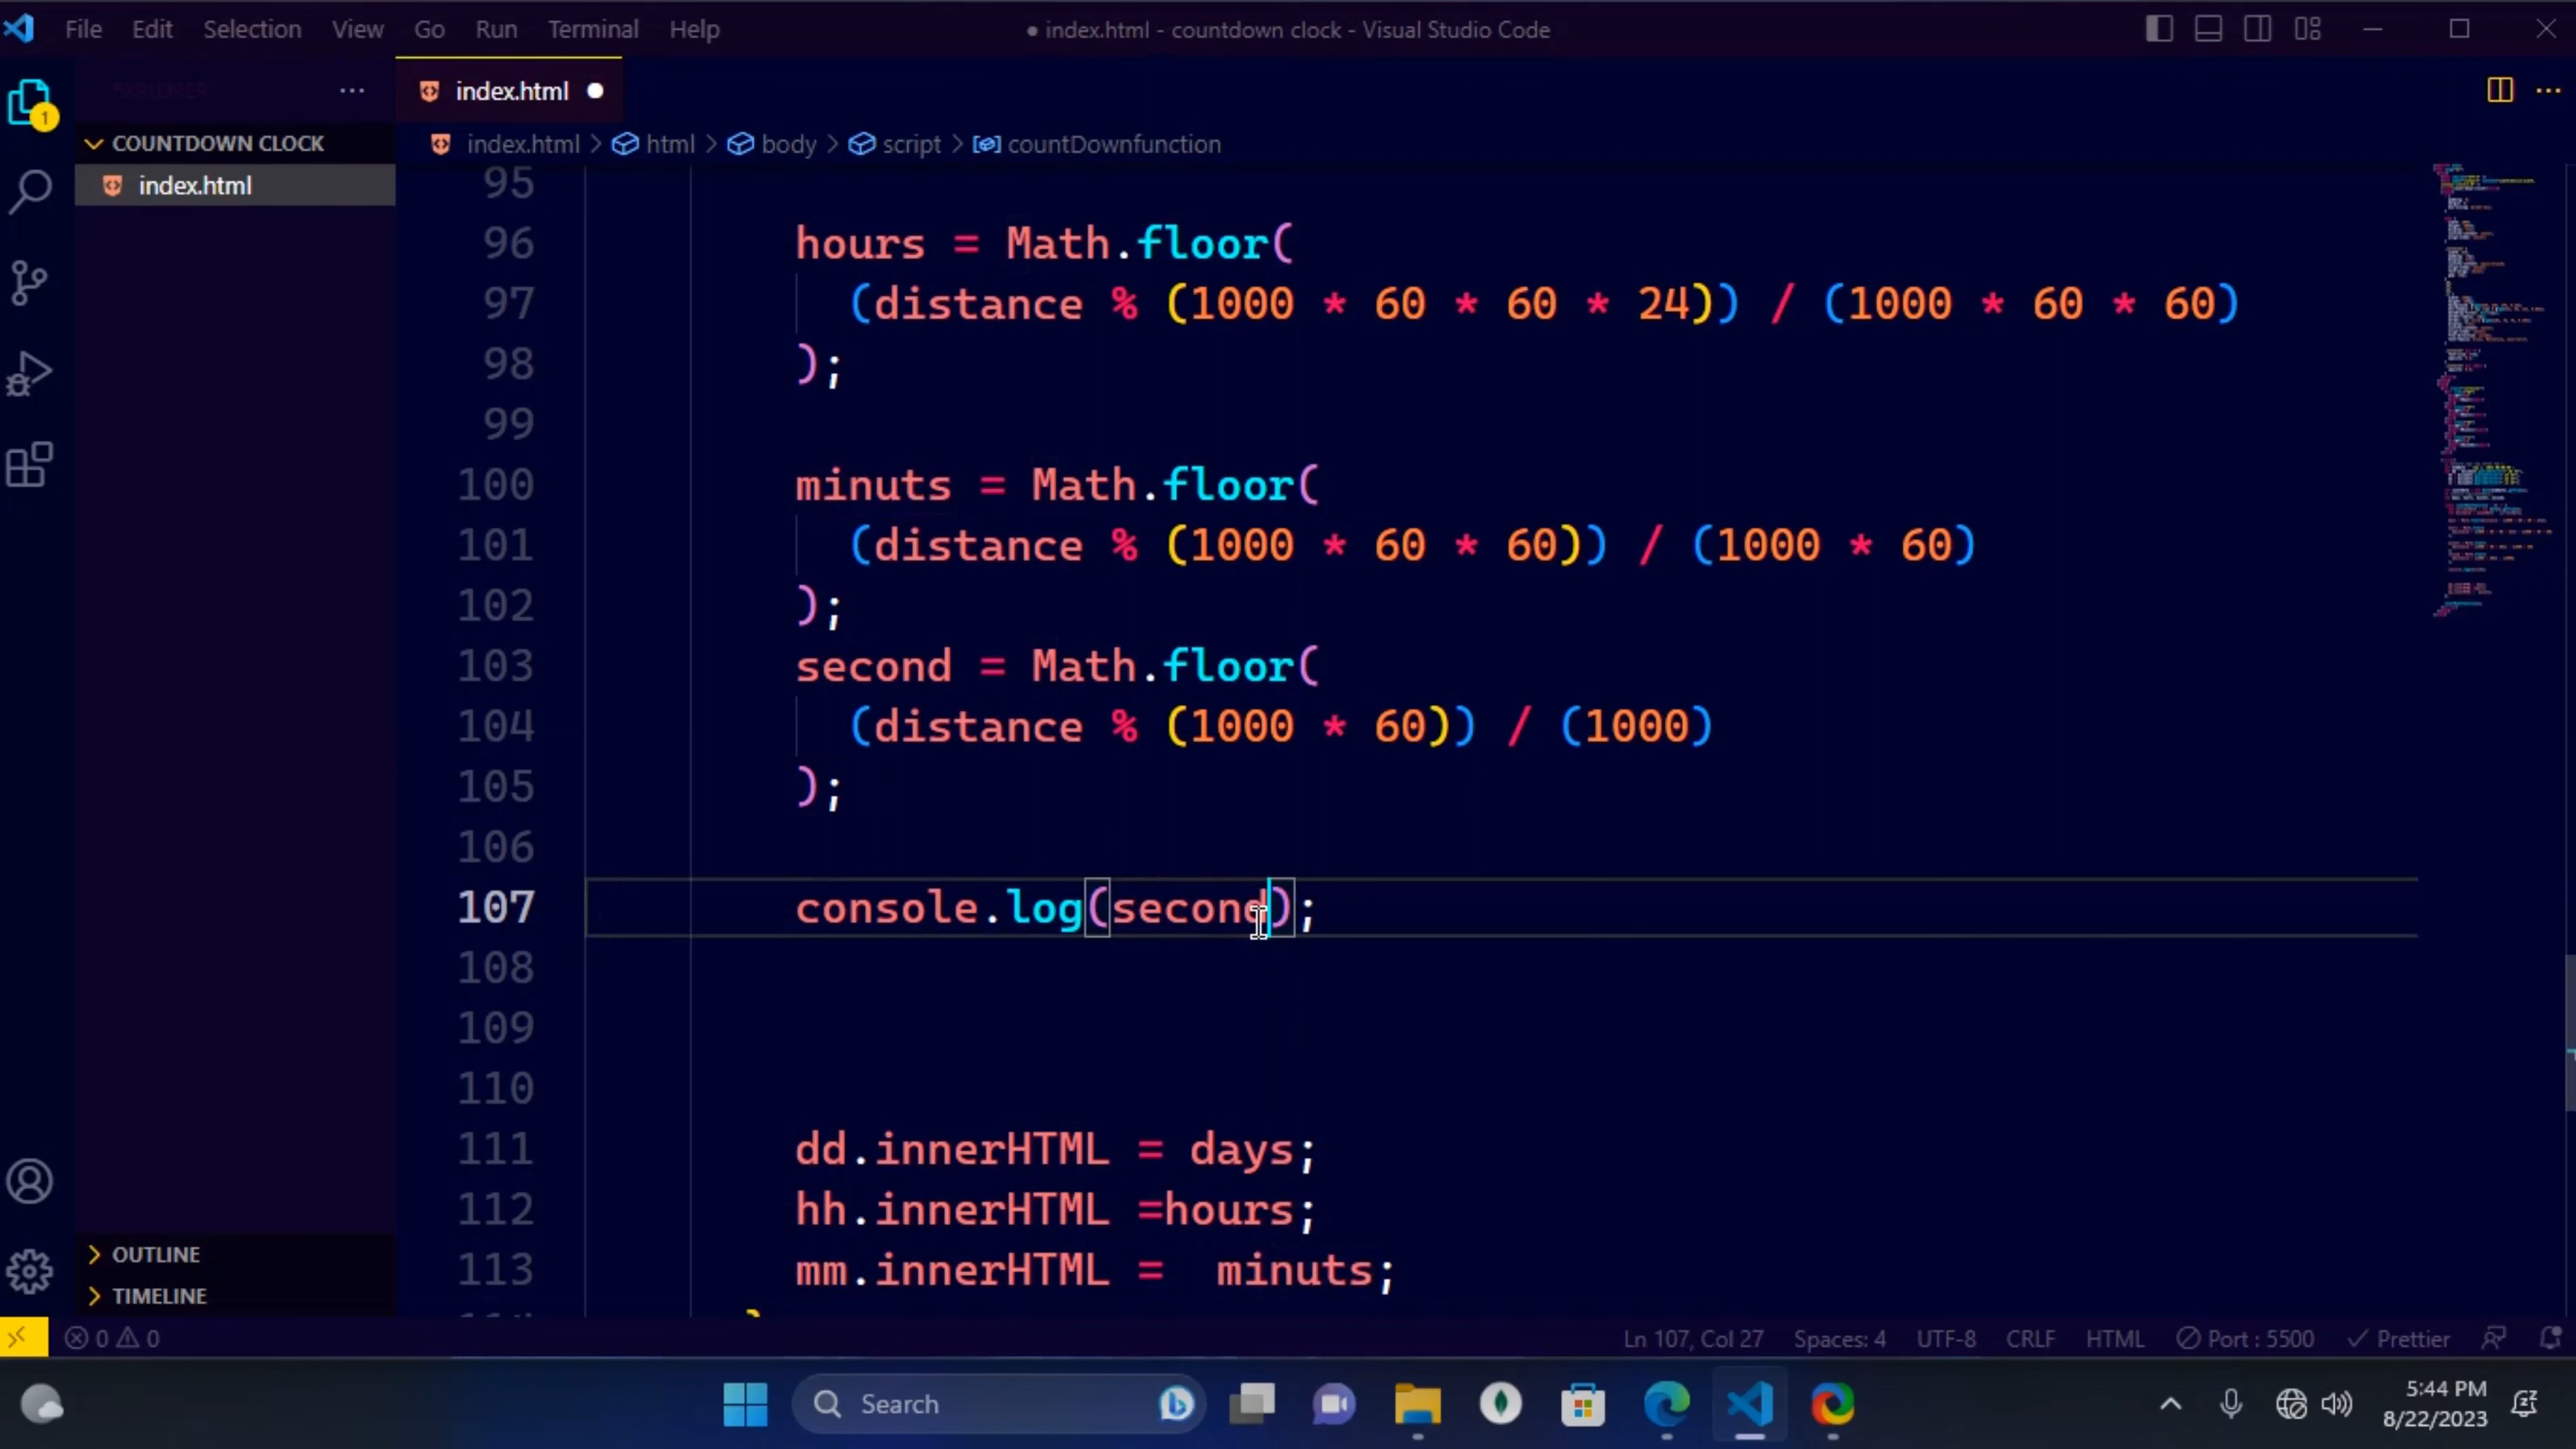 File Edit Selection View Go Run Terminal Help
● index.html - countdown clock - Visual Studio Code
EXPLORER
index.html
1
index.html > html > body > script > countDownfunction
COUNTDOWN CLOCK
index.html
95
96 hours = Math.floor(
97 (distance % (1000 * 60 * 60 * 24)) / (1000 * 60 * 60)
98 );
99
100 minuts = Math.floor(
101 (distance % (1000 * 60 * 60)) / (1000 * 60)
102 );
103 second = Math.floor(
104 (distance % (1000 * 60)) / (1000)
105 );
106
107 console.log(second);
108
109
110
111 dd.innerHTML = days;
112 hh.innerHTML =hours;
113 mm.innerHTML =  minuts;
}
OUTLINE
TIMELINE
0 0
Ln 107, Col 27 Spaces: 4 UTF-8 CRLF HTML Port : 5500 Prettier
Search
5:44 PM
8/22/2023